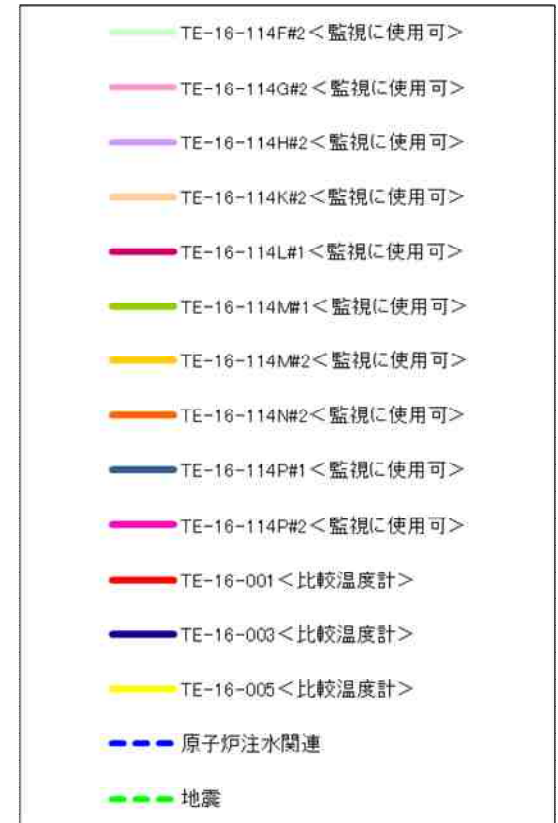 TE-16-114F#2＜監視に使用可＞
TE-16-114G#2＜監視に使用可＞
TE-16-114H#2＜監視に使用可＞
TE-16-114K#2＜監視に使用可＞
TE-16-114L#1＜監視に使用可＞
TE-16-114M#1＜監視に使用可＞
TE-16-114M#2＜監視に使用可＞
TE-16-114N#2＜監視に使用可＞
TE-16-114P#1＜監視に使用可＞
TE-16-114P#2＜監視に使用可＞
TE-16-001＜比較温度計＞
TE-16-003＜比較温度計＞
TE-16-005＜比較温度計＞
原子炉注水関連
地震